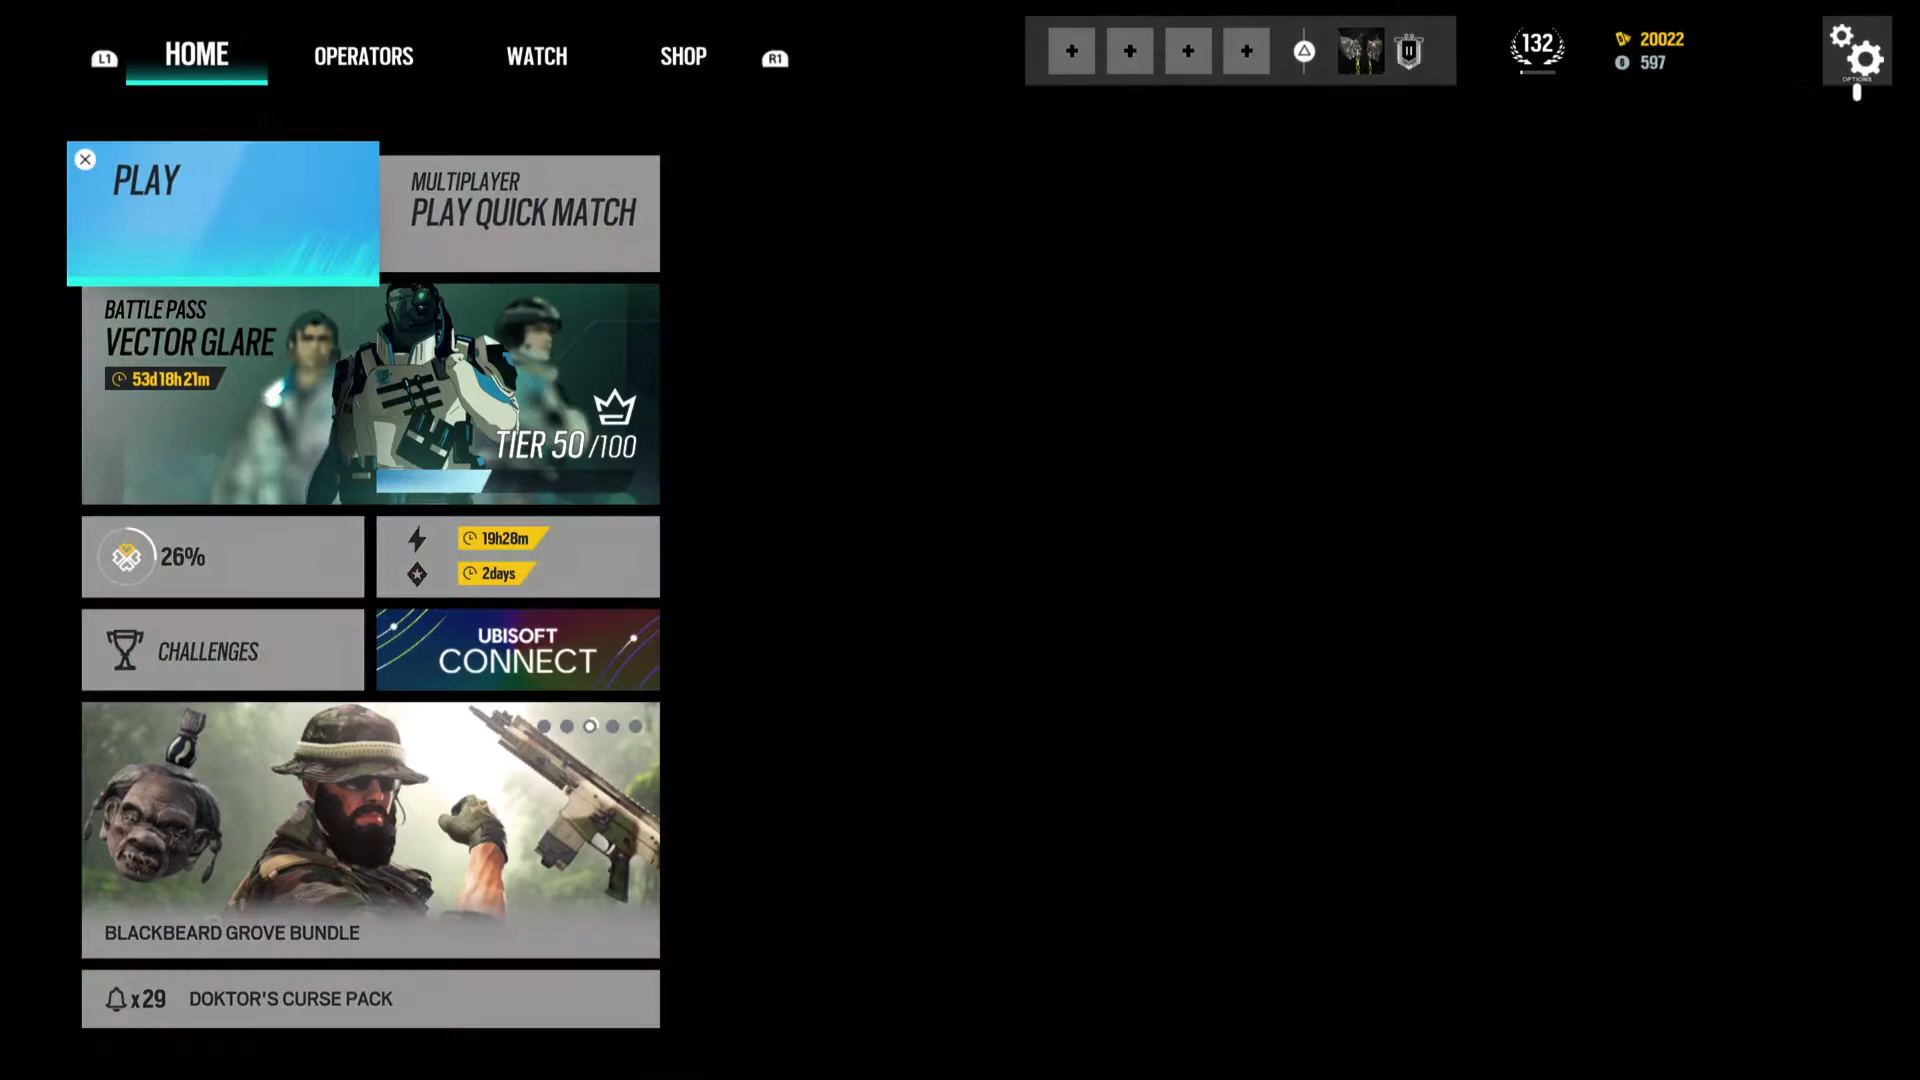 L1
HOME
OPERATORS
WATCH
SHOP
R1
132
20022
597
OPTIONS
PLAY
MULTIPLAYER
PLAY QUICK MATCH
BATTLE PASS
VECTOR GLARE
53d18h21m
TIER 50/100
26%
19h28m
2days
CHALLENGES
UBISOFT
CONNECT
BLACKBEARD GROVE BUNDLE
x29 DOKTOR'S CURSE PACK